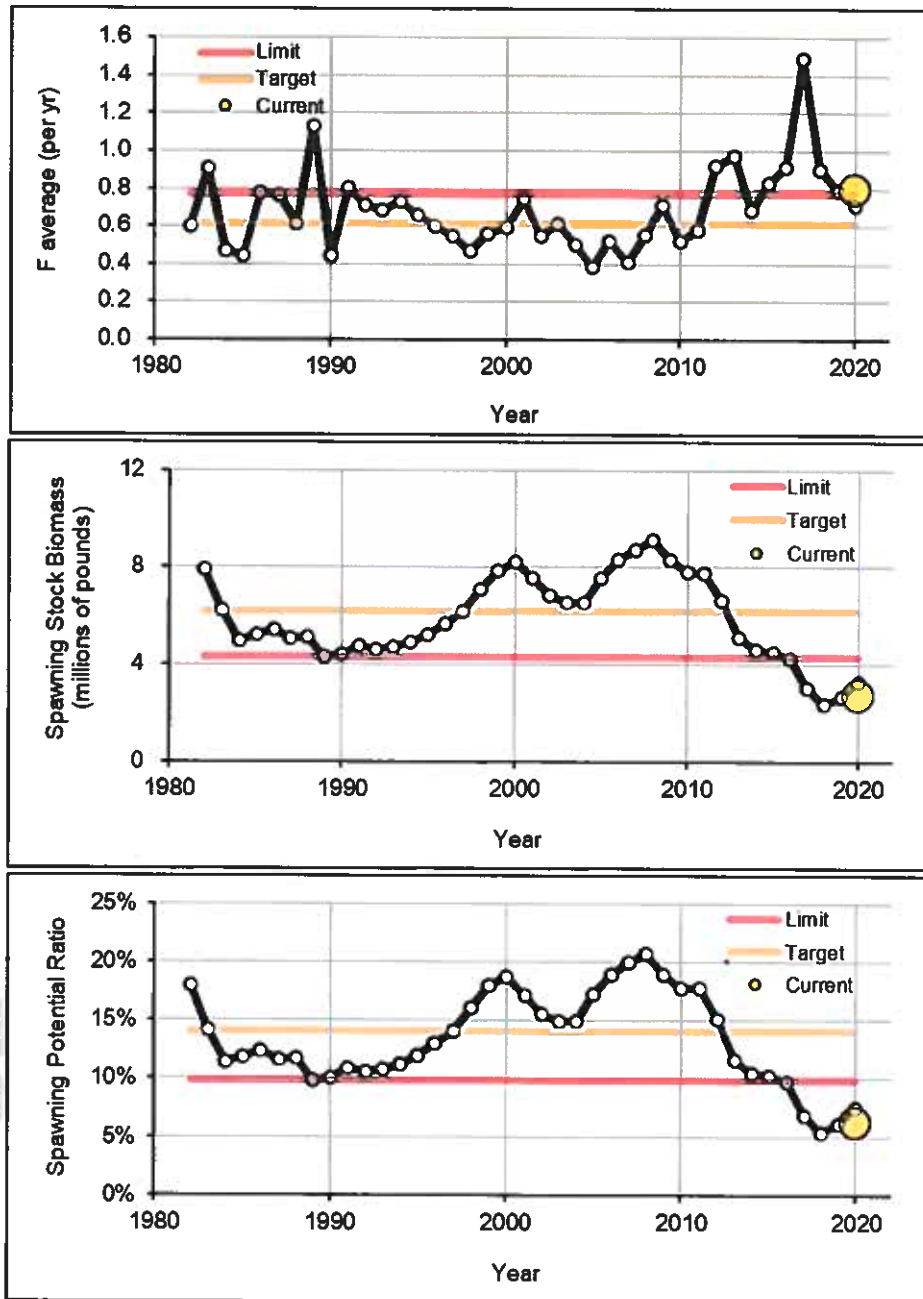 1.6
1.4
1.2
1.0
0.8
0.6
0.4
0.2
0.0
F average (per yr)
Limit
Target
Current
1980
1990
2000
2010
2020
Year
12
8
4
0
Spawning Stock Biomass
(millions of pounds)
Limit
Target
Current
1980
1990
2000
2010
2020
Year
25%
20%
15%
10%
5%
0%
Spawning Potential Ratio
Limit
Target
Current
1980
1990
2000
2010
2020
Year